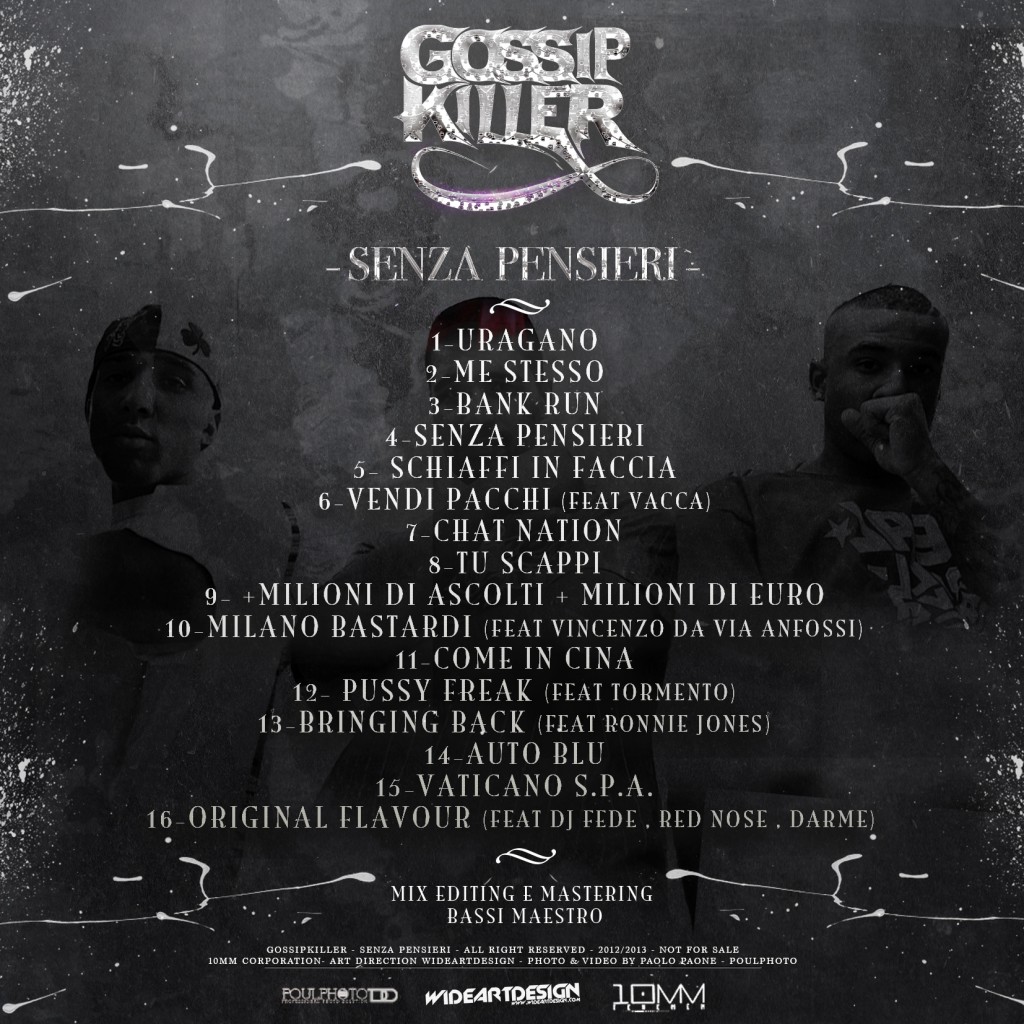 GOSSIP
KILLER
-SENZA PENSIERI-
1-URAGANO
2-ME STESSO
3-BANK RUN
4-SENZA PENSIERI
5- SCHIAFFI IN FACCIA
6-VENDI PACCHI (FEAT VACCA)
7-CHAT NATION
8-TU SCAPPI
9- +MILIONI DI ASCOLTI + MILIONI DI EURO
10-MILANO BASTARDI (FEAT VINCENZO DA VIA ANFOSSI)
11-COME IN CINA
12- PUSSY FREAK (FEAT TORMENTO)
13-BRINGING BACK (FEAT RONNIE JONES)
14-AUTO BLU
15-VATICANO S.P.A.
16-ORIGINAL FLAVOUR (FEAT DJ FEDE , RED NOSE , DARME)
MIX EDITING E MASTERING
BASSI MAESTRO
GOSSIPKILLER - SENZA PENSIERI - ALL RIGHT RESERVED - 2012/2013 - NOT FOR SALE
10MM CORPORATION- ART DIRECTION WIDEARTDESIGN - PHOTO & VIDEO BY PAOLO PAONE - POULPHOTO
POULPHOTO WIDEARTDESIGN 10MM
WWW.WIDEARTDESIGN.COM